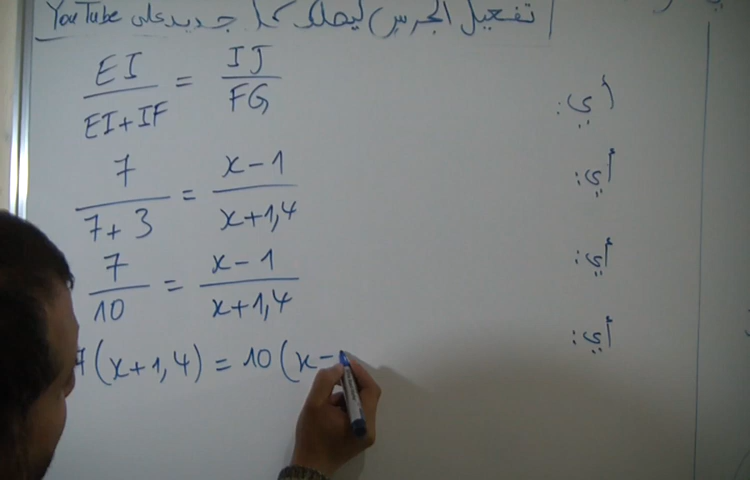 تفعيل الجرس ليصلك كل جديد على YouTube
EI / EI+IF = IJ / FG
أي:
7 / 7+3 = x-1 / x+1,4
أي:
7 / 10 = x-1 / x+1,4
أي:
7(x+1,4) = 10(x-
أي: